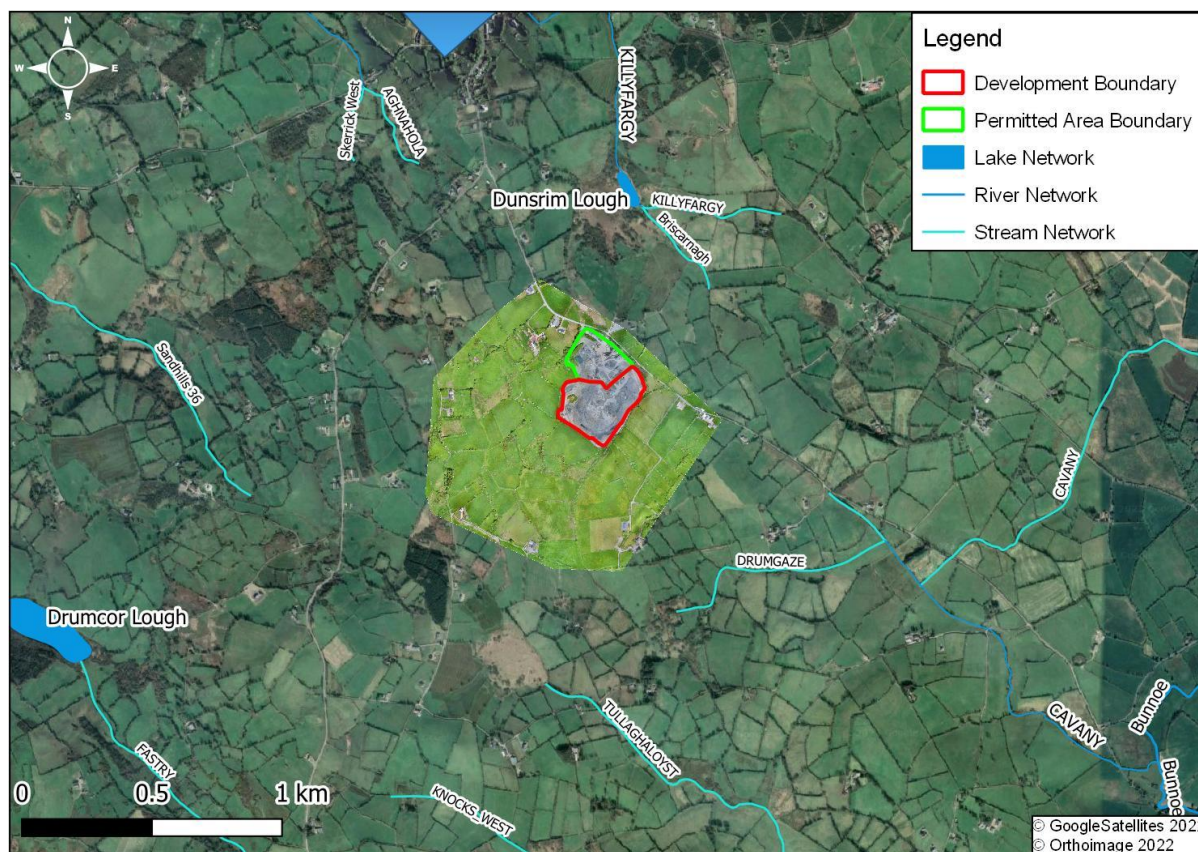 N
W E
S
Legend
Development Boundary
Permitted Area Boundary
Lake Network
River Network
Stream Network
KILLYFARGY
Skerrick West
AGHNAHOLA
Dunsrim Lough
KILLYFARGY
Briscarnagh
Sandhills 36
CAVANY
DRUMGAZE
Drumcor Lough
TULLAGHALOYST
CAVANY
Bunnoe
FASTRY
KNOCKS_WEST
Bunnoe
0 0.5 1 km
© GoogleSatellites 202
© Orthoimage 2022